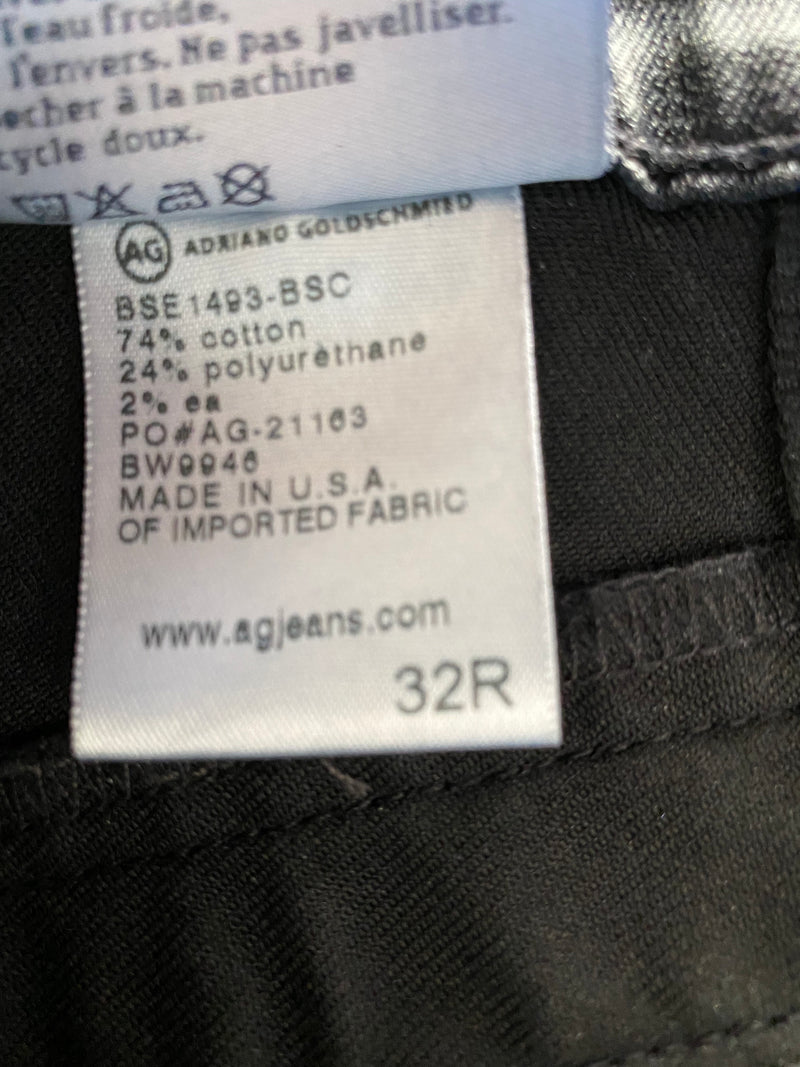 l'eau froide.
l'envers. Ne pas javelliser.
à la machine
cycle doux.
AG ADRIANO GOLDSCHMIED
BSE1493-BSC
74% cotton
24% polyuréthane
2% ea
PO#AG-21163
BW9946
MADE IN U.S.A.
OF IMPORTED FABRIC
www.agjeans.com
32R